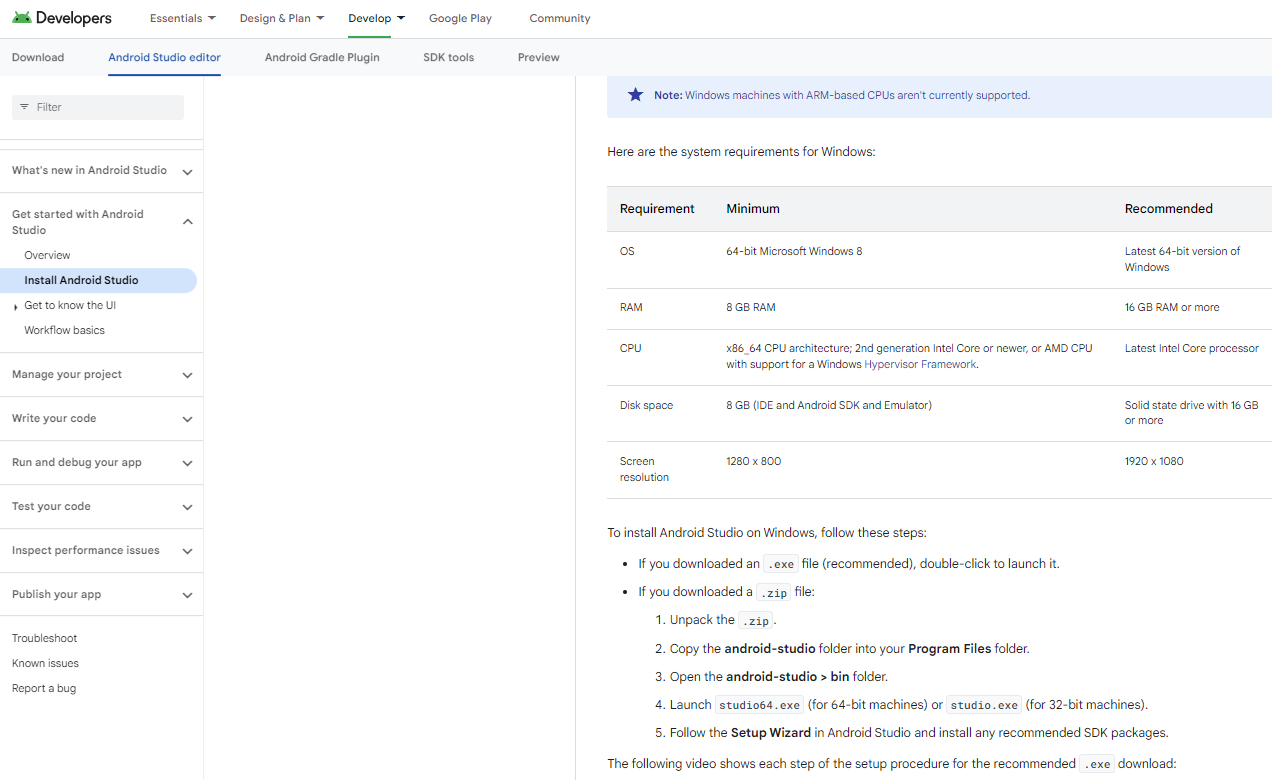 Developers Essentials Design & Plan Develop Google Play Community
Download Android Studio editor Android Gradle Plugin SDK tools Preview
Filter
What's new in Android Studio
Get started with Android
Studio
Overview
Install Android Studio
Get to know the UI
Workflow basics
Manage your project
Write your code
Run and debug your app
Test your code
Inspect performance issues
Publish your app
Troubleshoot
Known issues
Report a bug
Note: Windows machines with ARM-based CPUs aren't currently supported.
Here are the system requirements for Windows:
Requirement Minimum Recommended
OS 64-bit Microsoft Windows 8 Latest 64-bit version of
Windows
RAM 8 GB RAM 16 GB RAM or more
CPU x86_64 CPU architecture; 2nd generation Intel Core or newer, or AMD CPU Latest Intel Core processor
with support for a Windows Hypervisor Framework.
Disk space 8 GB (IDE and Android SDK and Emulator) Solid state drive with 16 GB
or more
Screen 1280 x 800 1920 x 1080
resolution
To install Android Studio on Windows, follow these steps:
• If you downloaded an .exe file (recommended), double-click to launch it.
• If you downloaded a .zip file:
1. Unpack the .zip.
2. Copy the android-studio folder into your Program Files folder.
3. Open the android-studio > bin folder.
4. Launch studio64.exe (for 64-bit machines) or studio.exe (for 32-bit machines).
5. Follow the Setup Wizard in Android Studio and install any recommended SDK packages.
The following video shows each step of the setup procedure for the recommended .exe download: